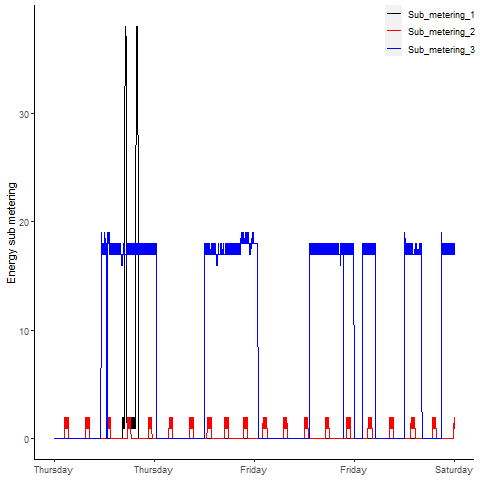 Sub_metering_1
Sub_metering_2
Sub_metering_3
Energy sub metering
30
20
10
0
Thursday Thursday Friday Friday Saturday